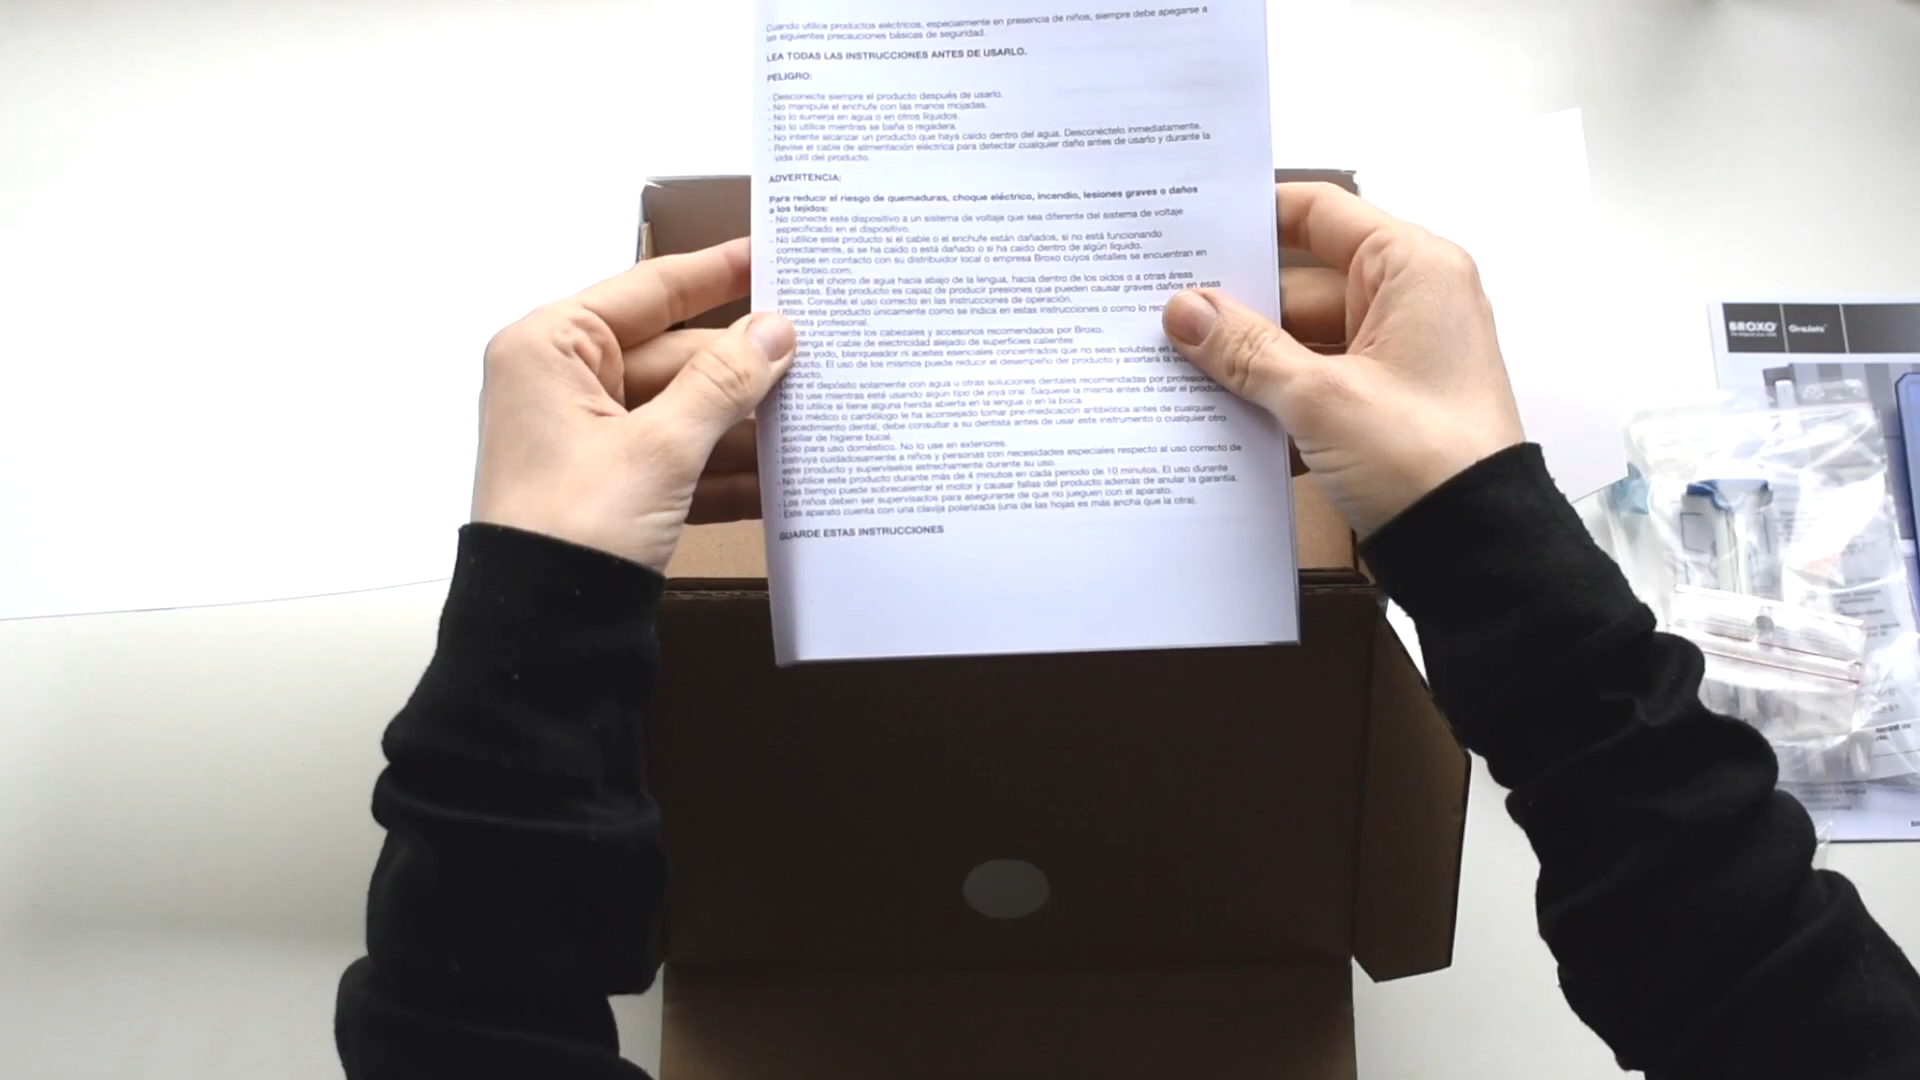 Cuando utilice productos eléctricos, especialmente en presencia de niños, siempre debe apegarse a
las siguientes precauciones básicas de seguridad.
LEA TODAS LAS INSTRUCCIONES ANTES DE USARLO.
PELIGRO:
- Desconecte siempre el producto después de usarlo.
- No manipule el enchufe con las manos mojadas.
- No lo sumerja en agua o en otros líquidos.
- No lo utilice mientras se baña o regadera.
- No intente alcanzar un producto que haya caído dentro del agua. Desconéctelo inmediatamente.
- Revise el cable de alimentación eléctrica para detectar cualquier daño antes de usarlo y durante la
vida útil del producto.
ADVERTENCIA:
Para reducir el riesgo de quemaduras, choque eléctrico, incendio, lesiones graves o daños
a los tejidos:
- No conecte este dispositivo a un sistema de voltaje que sea diferente del sistema de voltaje
especificado en el dispositivo.
- No utilice este producto si el cable o el enchufe están dañados, si no está funcionando
correctamente, si se ha caído o está dañado o si ha caído dentro de algún líquido.
- Póngase en contacto con su distribuidor local o empresa Broxo cuyos detalles se encuentran en
www.broxo.com.
- No dirija el chorro de agua hacia abajo de la lengua, hacia dentro de los oídos o a otras áreas
delicadas. Este producto es capaz de producir presiones que pueden causar graves daños en esas
áreas. Consulte el uso correcto en las instrucciones de operación.
Utilice este producto únicamente como se indica en estas instrucciones o como lo rec
ntista profesional.
ce únicamente los cabezales y accesorios recomendados por Broxo.
tenga el cable de electricidad alejado de superficies calientes
use yodo, blanqueador ni aceites esenciales concentrados que no sean solubles en
oducto. El uso de los mismos puede reducir el desempeño del producto y acortará la vida
oducto.
Llene el depósito solamente con agua u otras soluciones dentales recomendadas por profesion
No lo use mientras esté usando algún tipo de joya oral. Sáquese la misma antes de usar el product
- No lo utilice si tiene alguna herida abierta en la lengua o en la boca.
- Si su médico o cardiólogo le ha aconsejado tomar pre-medicación antibiótica antes de cualquier
procedimiento dental, debe consultar a su dentista antes de usar este instrumento o cualquier otro
auxiliar de higiene bucal.
- Sólo para uso doméstico. No lo use en exteriores.
- Instruya cuidadosamente a niños y personas con necesidades especiales respecto al uso correcto de
este producto y supervíselos estrechamente durante su uso.
- No utilice este producto durante más de 4 minutos en cada periodo de 10 minutos. El uso durante
más tiempo puede sobrecalentar el motor y causar fallas del producto además de anular la garantía.
- Los niños deben ser supervisados para asegurarse de que no jueguen con el aparato.
- Este aparato cuenta con una clavija polarizada (una de las hojas es más ancha que la otra).
GUARDE ESTAS INSTRUCCIONES
BROXO OraJet